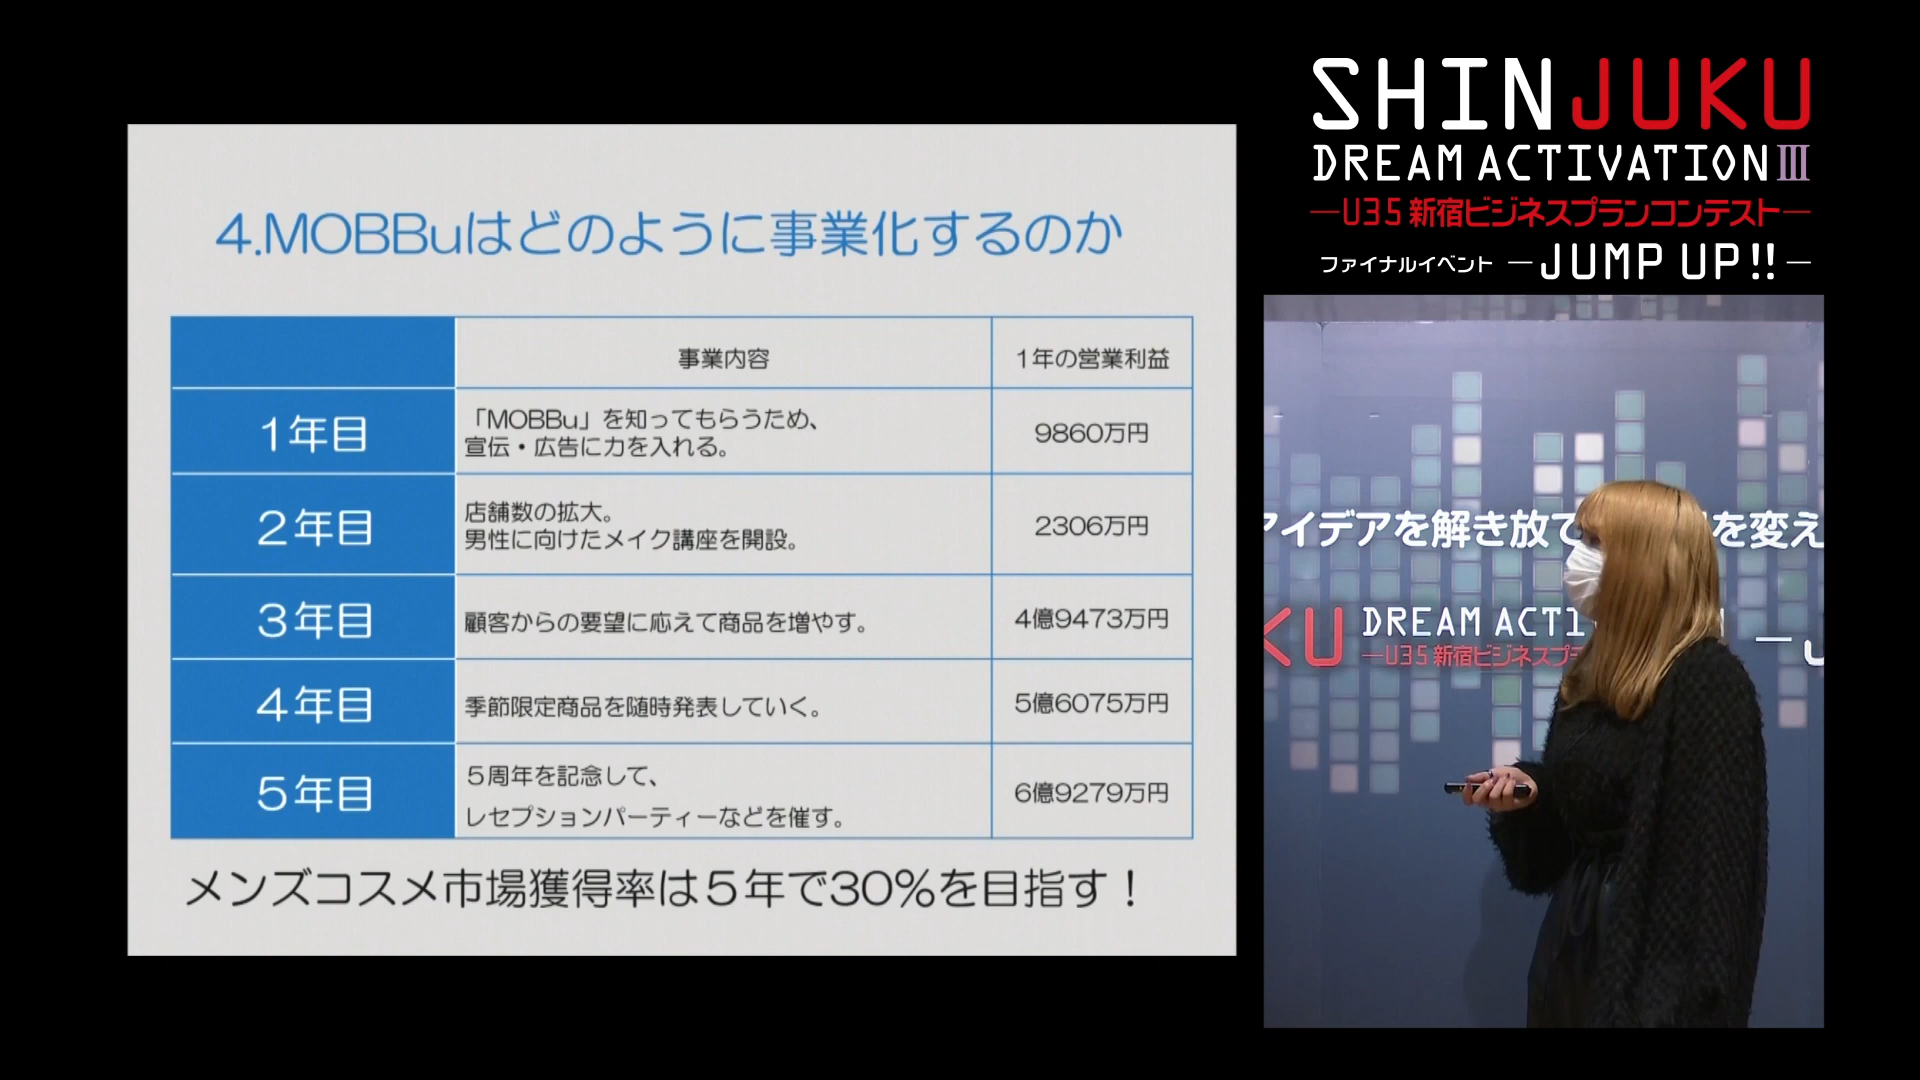 SHINJUKU
DREAM ACTIVATION Ⅲ
―U35 新宿ビジネスプランコンテスト―
ファイナルイベント ―JUMP UP!!―
4.MOBBuはどのように事業化するのか
事業内容
1年の営業利益
1年目
「MOBBu」を知ってもらうため、
宣伝・広告に力を入れる。
9860万円
2年目
店舗数の拡大。
男性に向けたメイク講座を開設。
2306万円
3年目
顧客からの要望に応えて商品を増やす。
4億9473万円
4年目
季節限定商品を随時発表していく。
5億6075万円
5年目
5周年を記念して、
レセプションパーティーなどを催す。
6億9279万円
メンズコスメ市場獲得率は5年で30%を目指す！
アイデアを解き放て
を変え
KU DREAM ACTI
―U35 新宿ビジネスプ